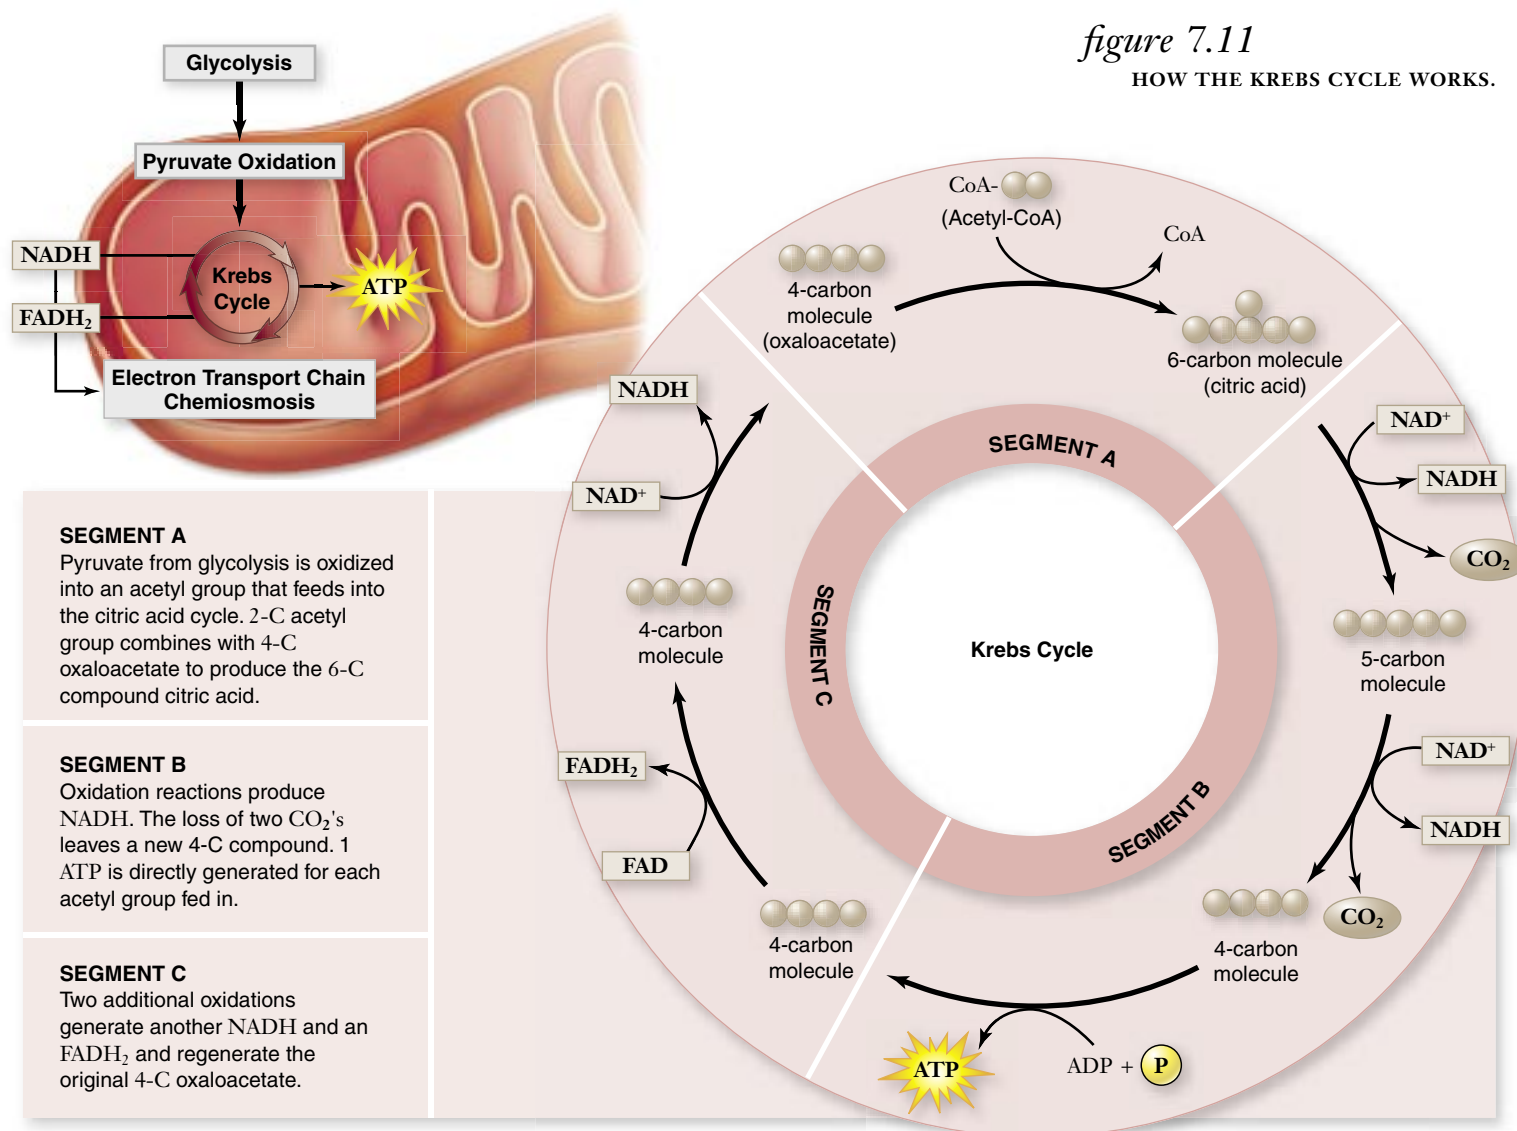 figure 7.11
HOW THE KREBS CYCLE WORKS.
Glycolysis
Pyruvate Oxidation
NADH
FADH₂
Krebs
Cycle
ATP
Electron Transport Chain
Chemiosmosis
SEGMENT A
Pyruvate from glycolysis is oxidized
into an acetyl group that feeds into
the citric acid cycle. 2-C acetyl
group combines with 4-C
oxaloacetate to produce the 6-C
compound citric acid.
SEGMENT B
Oxidation reactions produce
NADH. The loss of two CO₂'s
leaves a new 4-C compound. 1
ATP is directly generated for each
acetyl group fed in.
SEGMENT C
Two additional oxidations
generate another NADH and an
FADH₂ and regenerate the
original 4-C oxaloacetate.
CoA-
(Acetyl-CoA)
CoA
4-carbon
molecule
(oxaloacetate)
6-carbon molecule
(citric acid)
NAD⁺
NADH
CO₂
5-carbon
molecule
NAD⁺
NADH
CO₂
4-carbon
molecule
ADP + P
ATP
4-carbon
molecule
FAD
FADH₂
4-carbon
molecule
NAD⁺
NADH
SEGMENT A
SEGMENT B
SEGMENT C
Krebs Cycle